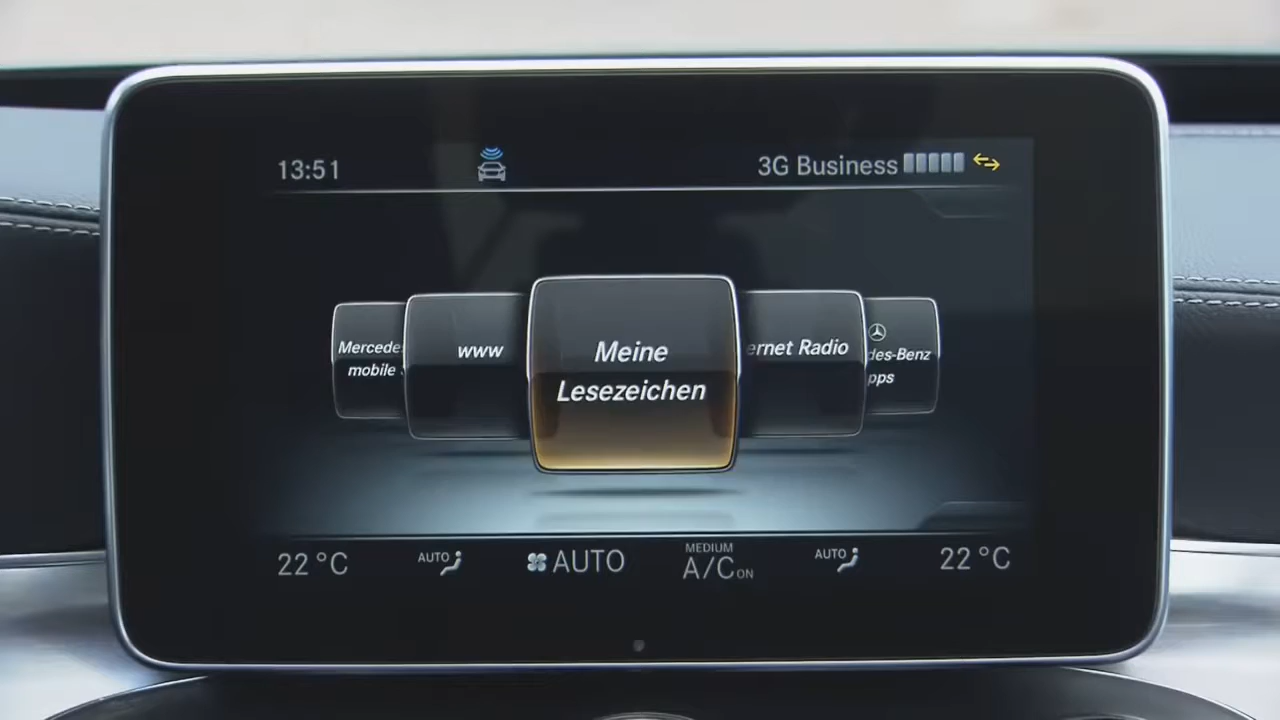 13:51
3G Business
Mercede
mobile
www
Meine
Lesezeichen
ernet Radio
des-Benz
pps
22 °C
AUTO
AUTO
MEDIUM
A/C ON
AUTO
22 °C